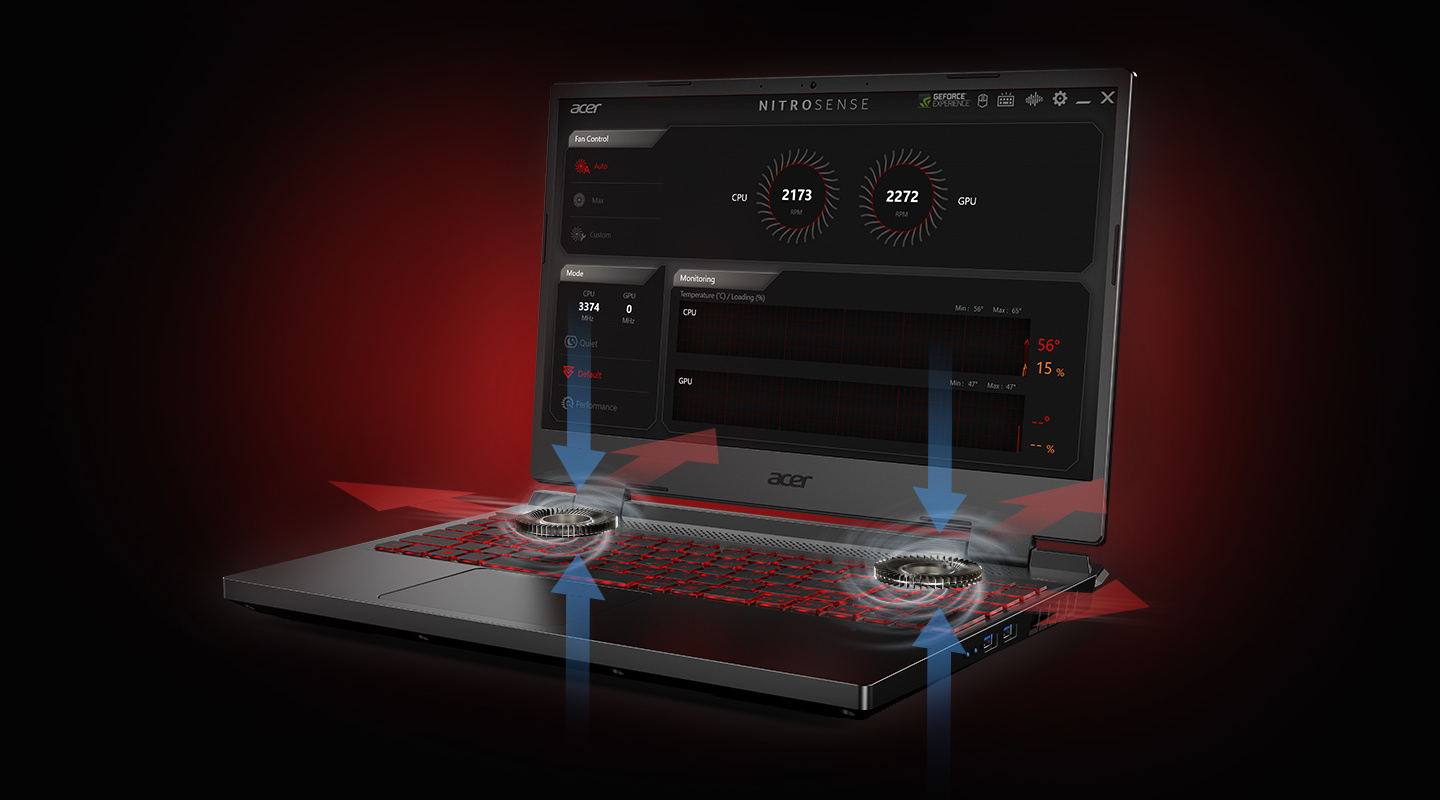 acer
NITROSENSE
GEFORCE
EXPERIENCE
Fan Control
Auto
Max
Custom
CPU
2173
RPM
2272
RPM
GPU
Mode
CPU
GPU
3374
0
MHz
MHz
Quiet
Default
Performance
Monitoring
Temperature (°C) / Loading (%)
CPU
Min : 56° Max : 65°
56°
15 %
GPU
Min : 47° Max : 47°
--°
-- %
acer